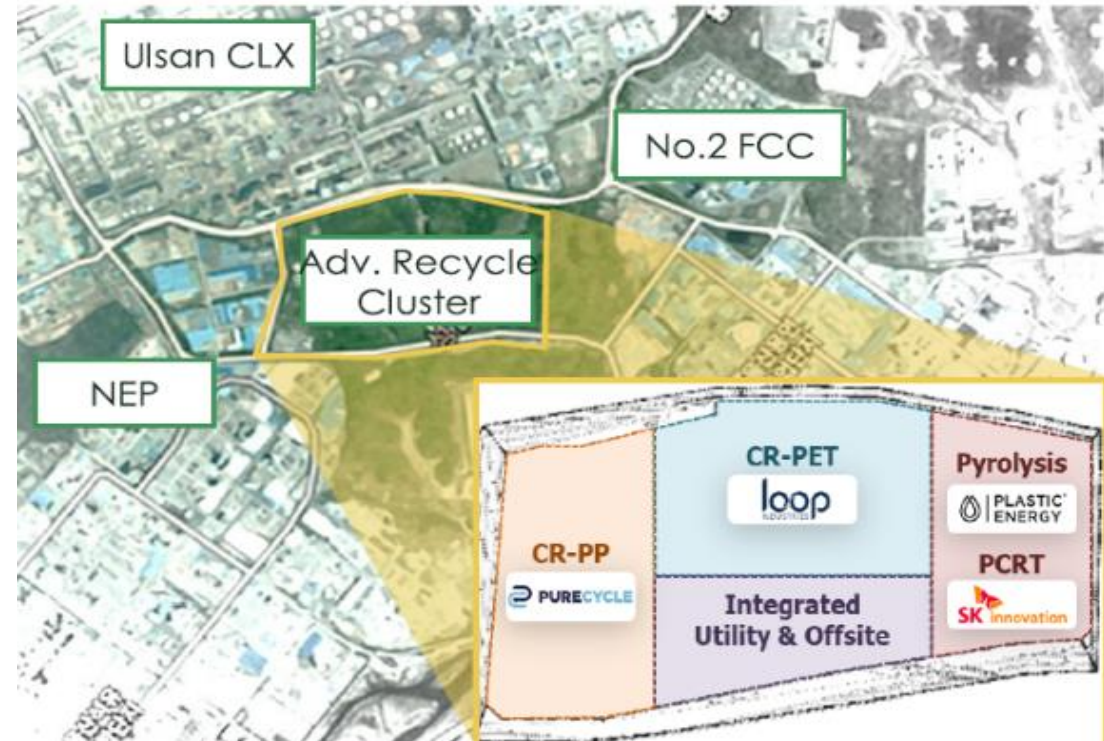 Ulsan CLX
No.2 FCC
Adv. Recycle
Cluster
NEP
CR-PP
PURECYCLE
CR-PET
loop
INDUSTRIES
Integrated
Utility & Offsite
Pyrolysis
PLASTIC
ENERGY
PCRT
SK innovation